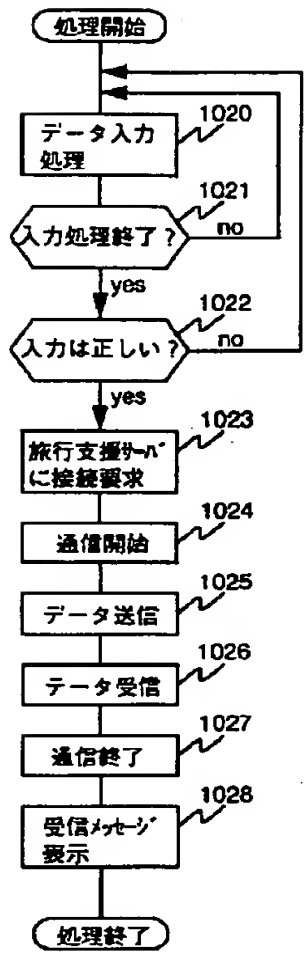 処理開始
1020
データ入力
処理
1021
入力処理終了?
no
yes
1022
入力は正しい?
no
yes
1023
旅行支援サーバ
に接続要求
1024
通信開始
1025
データ送信
1026
データ受信
1027
通信終了
1028
受信メッセージ
表示
処理終了